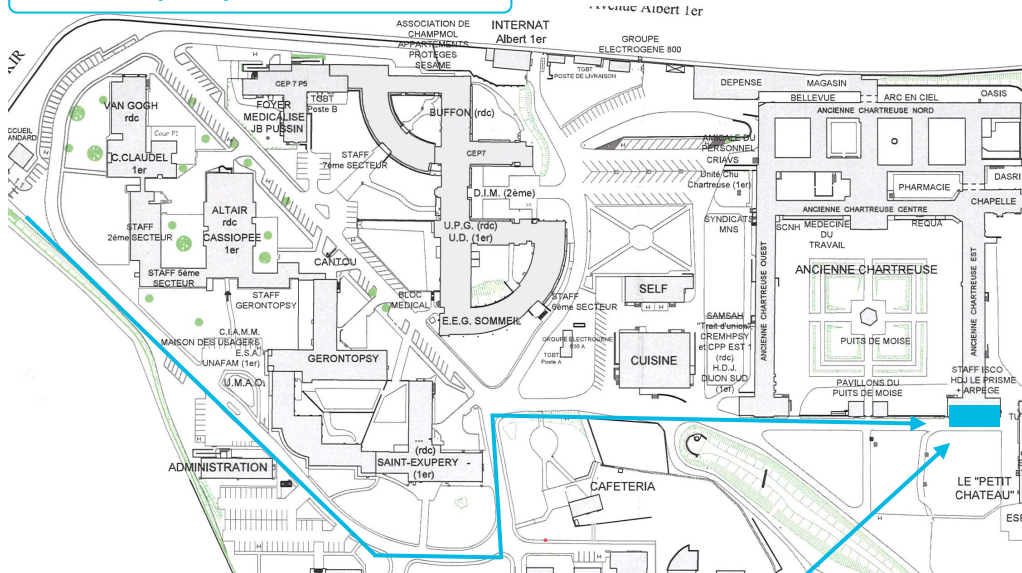 Avenue Albert 1er
KIR
ASSOCIATION DE
CHAMPMOL
APPARTEMENTS
PROTEGES
SESAME
INTERNAT
Albert 1er
GROUPE
ELECTROGENE 800
TGBT
POSTE DE LIVRAISON
DEPENSE
MAGASIN
BELLEVUE
ARC EN CIEL
OASIS
ANCIENNE CHARTREUSE NORD
CEP 7 P5
TGBT
Poste B
FOYER
MEDICALISE
JB PUSSIN
VAN GOGH
rdc
Cour P1
C.CLAUDEL
1er
BUFFON (rdc)
CEP7
STAFF
7ème SECTEUR
D.I.M. (2ème)
AMICALE DU
PERSONNEL
CRIAVS
Unité Chu
Chartreuse (1er)
SYNDICATS
MNS
DASRI
PHARMACIE
CHAPELLE
ANCIENNE CHARTREUSE CENTRE
SCNH
MEDECINE
DU
TRAVAIL
REQUA
ALTAIR
rdc
CASSIOPEE
1er
STAFF
2ème SECTEUR
STAFF 5ème
SECTEUR
U.P.G. (rdc)
U.D. (1er)
CANTOU
STAFF
GERONTOPSY
BLOC
MEDICAL
E.E.G. SOMMEIL
STAFF
6ème SECTEUR
SELF
ANCIENNE CHARTREUSE
ANCIENNE CHARTREUSE OUEST
ANCIENNE CHARTREUSE EST
PUITS DE MOISE
GROUPE ELECTROGENE
630 A
TGBT
Poste A
CUISINE
SAMSAH
"Trait d'union"
CREMHPSY
et CPP EST 1
(rdc)
H.D.J.
DIJON SUD
(1er)
C.I.A.M.M.
MAISON DES USAGERS
E.S.A.
UNAFAM (1er)
U.M.A.O.
GERONTOPSY
PAVILLONS DU
PUITS DE MOISE
STAFF ISCO
HDJ LE PRISME
+ ARPEGE
(rdc)
SAINT-EXUPERY -
(1er)
ADMINISTRATION
CAFETERIA
LE "PETIT
CHATEAU"